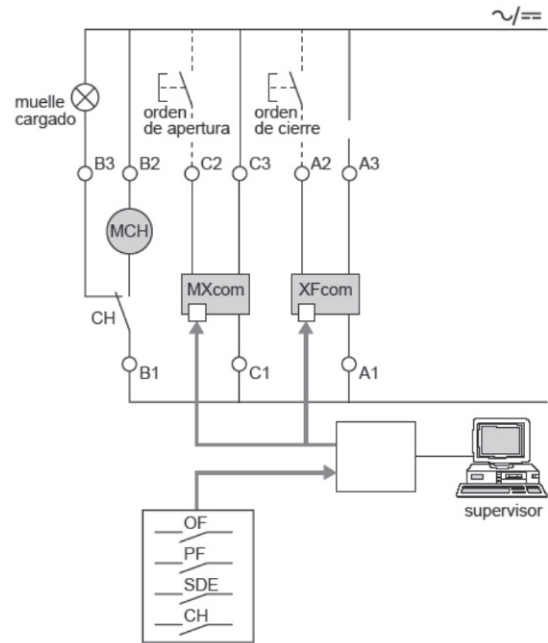 ~/==
muelle
cargado
orden
de apertura
orden
de cierre
B3
B2
C2
C3
A2
A3
MCH
MXcom
XFcom
CH
B1
C1
A1
supervisor
OF
PF
SDE
CH